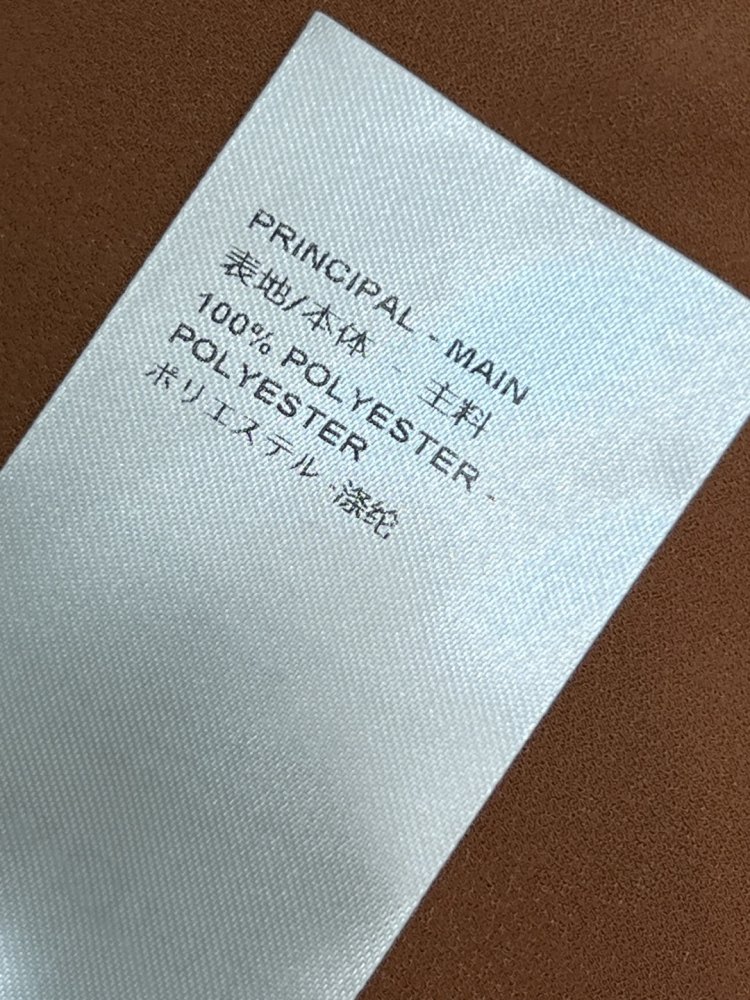 PRINCIPAL - MAIN
表地/本体 - 主料
100% POLYESTER -
POLYESTER
ポリエステル·涤纶